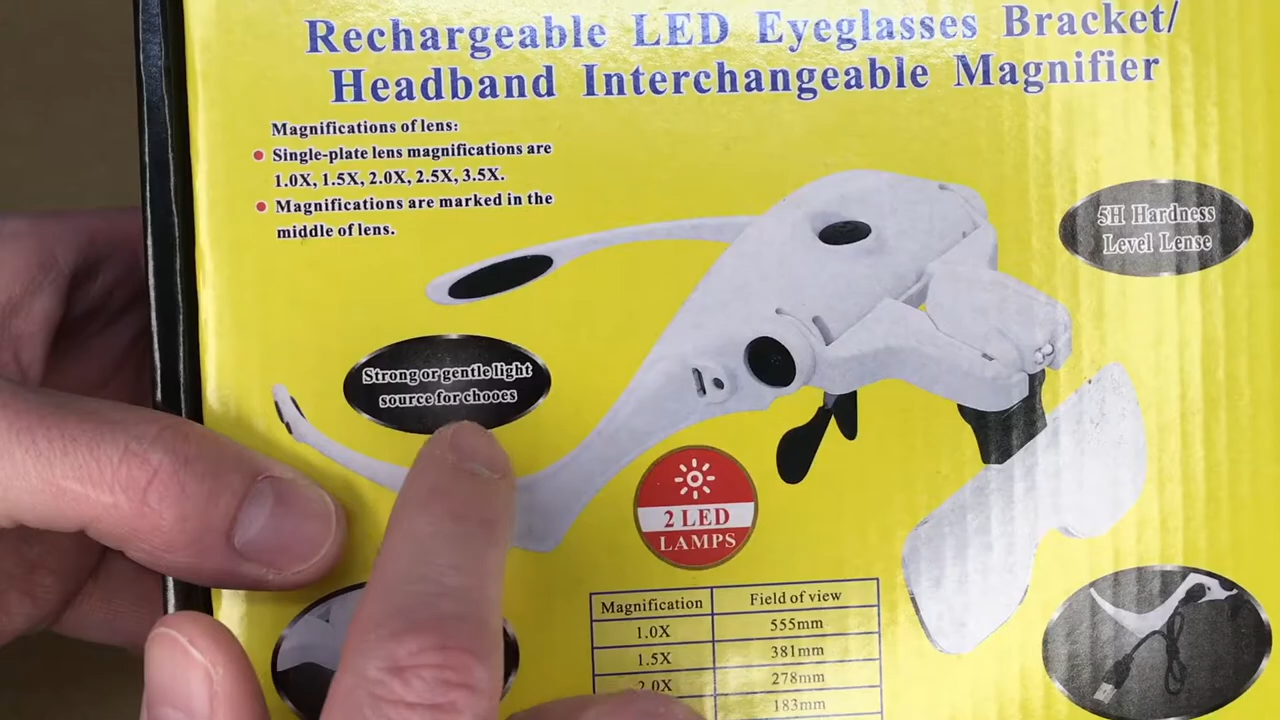 Rechargeable LED Eyeglasses Bracket/
Headband Interchangeable Magnifier
Magnifications of lens:
Single-plate lens magnifications are
1.0X, 1.5X, 2.0X, 2.5X, 3.5X.
Magnifications are marked in the
middle of lens.
5H Hardness
Level Lense
Strong or gentle light
source for chooes
2 LED
LAMPS
Magnification Field of view
1.0X 555mm
1.5X 381mm
2.0X 278mm
183mm